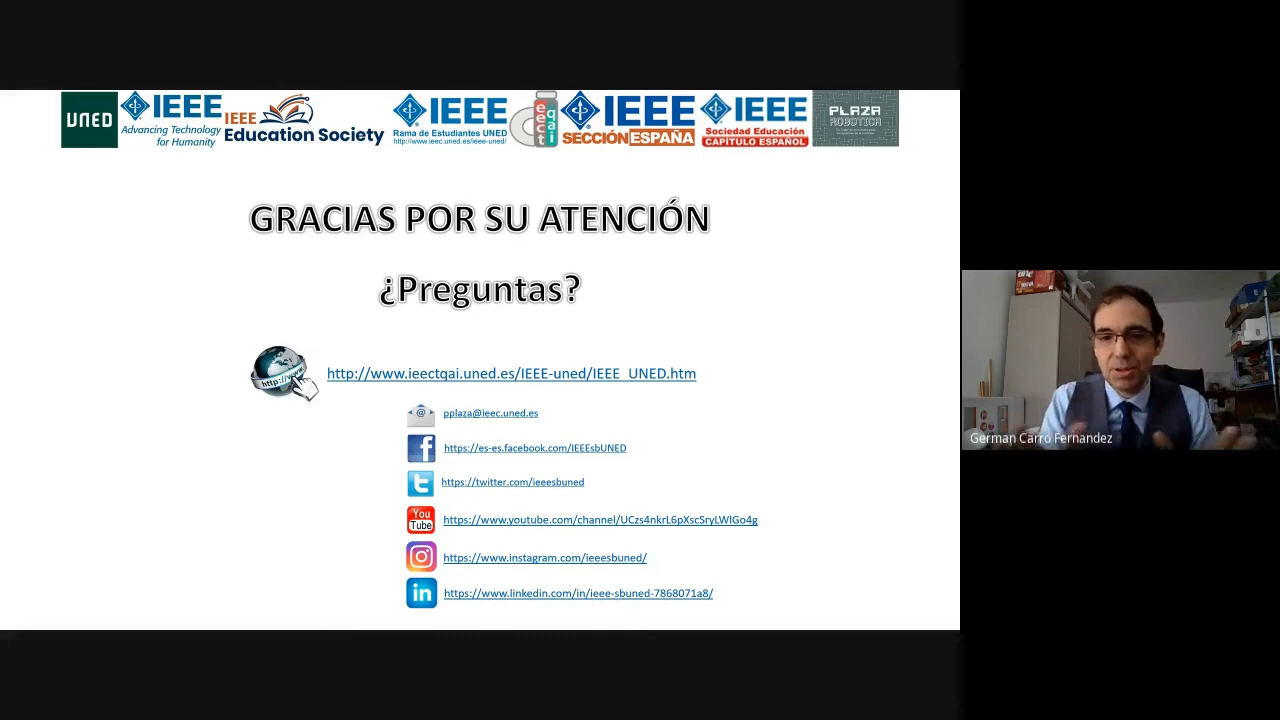 UNED
IEEE
Advancing Technology
for Humanity
IEEE
Education Society
IEEE
Rama de Estudiantes UNED
http://www.ieec.uned.es/ieee-uned/
IEEE
SECCIÓN ESPAÑA
IEEE
Sociedad Educación
CAPÍTULO ESPAÑOL
PLAZA
ROBOTICA
GRACIAS POR SU ATENCIÓN
¿Preguntas?
http://www
http://www.ieectqai.uned.es/IEEE-uned/IEEE_UNED.htm
@ pplaza@ieec.uned.es
f https://es-es.facebook.com/IEEEsbUNED
t https://twitter.com/ieeesbuned
You
Tube
https://www.youtube.com/channel/UCzs4nkrL6pXscSryLWlGo4g
https://www.instagram.com/ieeesbuned/
in https://www.linkedin.com/in/ieee-sbuned-7868071a8/
German Carro Fernandez